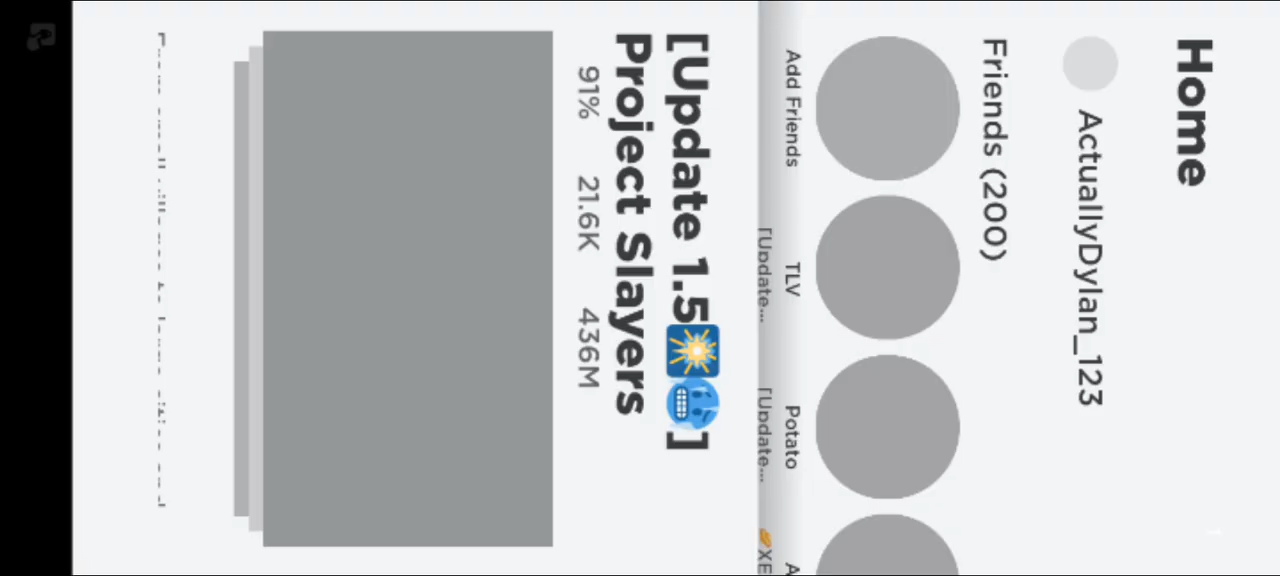 Home
ActuallyDylan_123
Friends (200)
Add Friends
TLV
Potato
[Update...
[Update...
XE
[Update 1.5💥🥶]
Project Slayers
91% 21.6K 436M